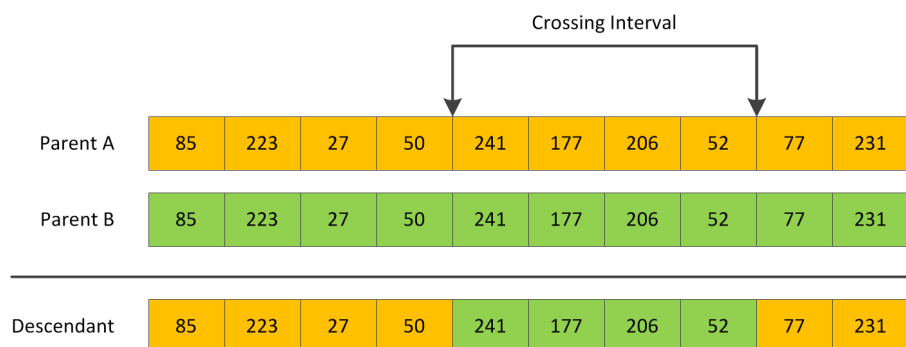 Crossing Interval
Parent A 85 223 27 50 241 177 206 52 77 231
Parent B 85 223 27 50 241 177 206 52 77 231
Descendant 85 223 27 50 241 177 206 52 77 231